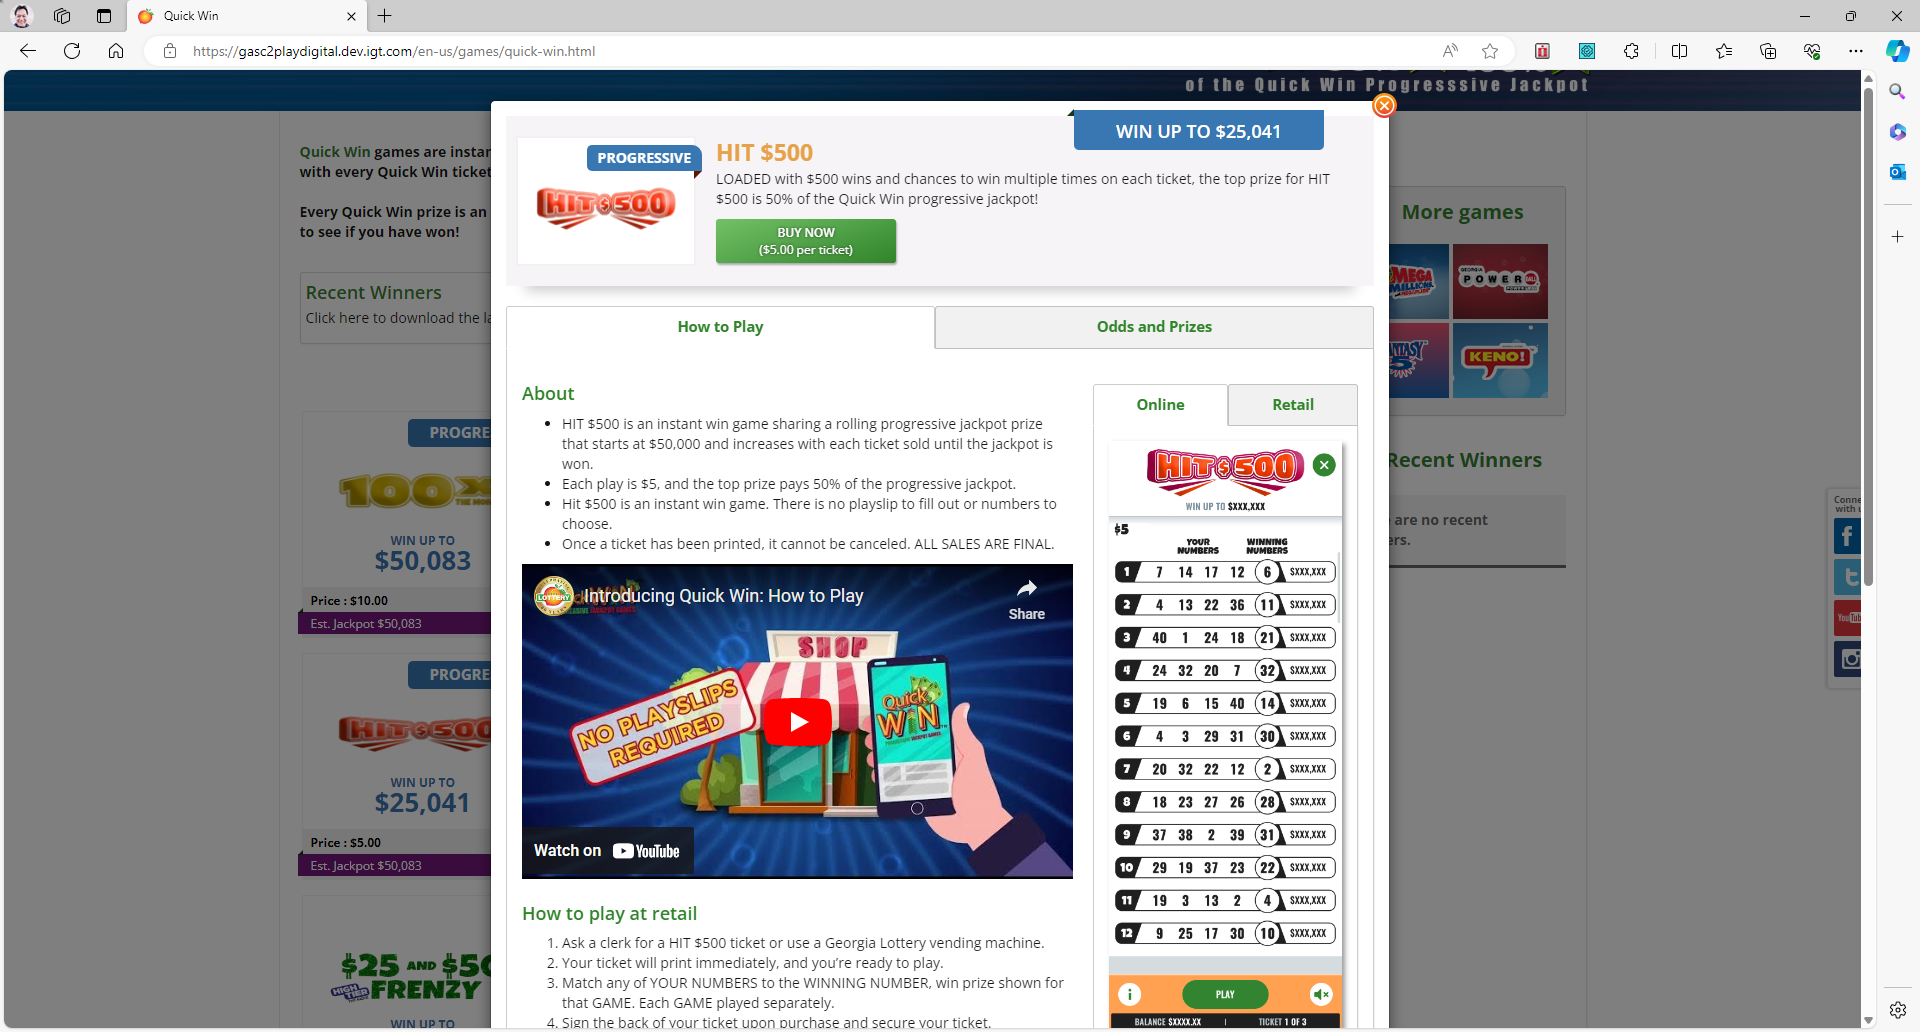 Quick Win
https://gasc2playdigital.dev.igt.com/en-us/games/quick-win.html
of the Quick Win Progresssive Jackpot
Quick Win games are instan
with every Quick Win ticket
Every Quick Win prize is an
to see if you have won!
Recent Winners
Click here to download the la
PROGRE
100X
THE MON
WIN UP TO
$50,083
Price : $10.00
Est. Jackpot $50,083
PROGRE
HIT $500
WIN UP TO
$25,041
Price : $5.00
Est. Jackpot $50,083
$25 AND $50
HIGH TIER FRENZY
WIN UP TO
PROGRESSIVE
HIT $500
WIN UP TO $25,041
HIT $500
LOADED with $500 wins and chances to win multiple times on each ticket, the top prize for HIT
$500 is 50% of the Quick Win progressive jackpot!
BUY NOW
($5.00 per ticket)
How to Play
Odds and Prizes
About
• HIT $500 is an instant win game sharing a rolling progressive jackpot prize
that starts at $50,000 and increases with each ticket sold until the jackpot is
won.
• Each play is $5, and the top prize pays 50% of the progressive jackpot.
• Hit $500 is an instant win game. There is no playslip to fill out or numbers to
choose.
• Once a ticket has been printed, it cannot be canceled. ALL SALES ARE FINAL.
LOTTERY
Introducing Quick Win: How to Play
Share
SHOP
NO PLAYSLIPS
REQUIRED
Quick
WIN
Watch on YouTube
How to play at retail
1. Ask a clerk for a HIT $500 ticket or use a Georgia Lottery vending machine.
2. Your ticket will print immediately, and you’re ready to play.
3. Match any of YOUR NUMBERS to the WINNING NUMBER, win prize shown for
that GAME. Each GAME played separately.
4. Sign the back of your ticket upon purchase and secure your ticket.
Online
Retail
HIT $500
WIN UP TO $XXX,XXX
$5
YOUR NUMBERS WINNING NUMBERS
1 7 14 17 12 6 $XXX,XXX
2 4 13 22 36 11 $XXX,XXX
3 40 1 24 18 21 $XXX,XXX
4 24 32 20 7 32 $XXX,XXX
5 19 6 15 40 14 $XXX,XXX
6 4 3 29 31 30 $XXX,XXX
7 20 32 22 12 2 $XXX,XXX
8 18 23 27 26 28 $XXX,XXX
9 37 38 2 39 31 $XXX,XXX
10 29 19 37 23 22 $XXX,XXX
11 19 3 13 2 4 $XXX,XXX
12 9 25 17 30 10 $XXX,XXX
PLAY
BALANCE $XXXX.XX | TICKET 1 OF 3
More games
MEGA
MILLIONS
GEORGIA
POWERBALL
NTASY
5
KENO!
Recent Winners
are no recent
ers.
Conne
with u
You